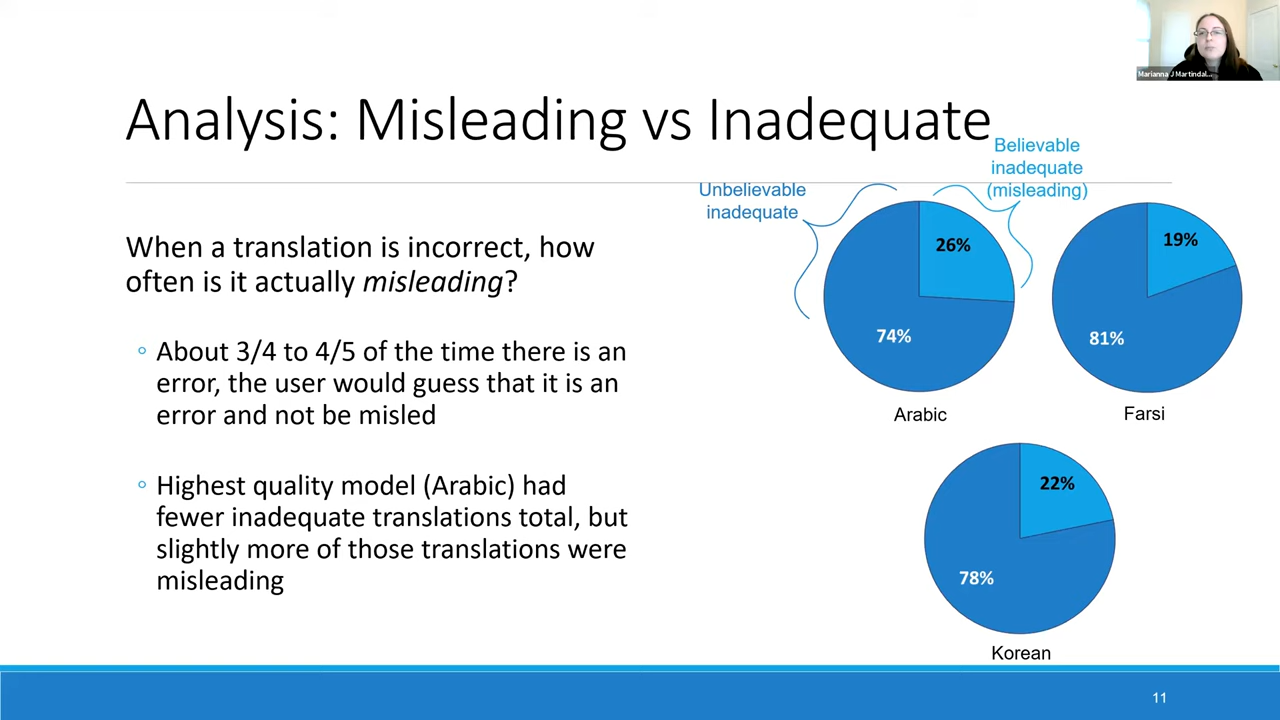 Marianna J Martindal...
Analysis: Misleading vs Inadequate
When a translation is incorrect, how
often is it actually misleading?
◦ About 3/4 to 4/5 of the time there is an
error, the user would guess that it is an
error and not be misled
◦ Highest quality model (Arabic) had
fewer inadequate translations total, but
slightly more of those translations were
misleading
Unbelievable
inadequate
Believable
inadequate
(misleading)
26%
74%
Arabic
19%
81%
Farsi
22%
78%
Korean
11